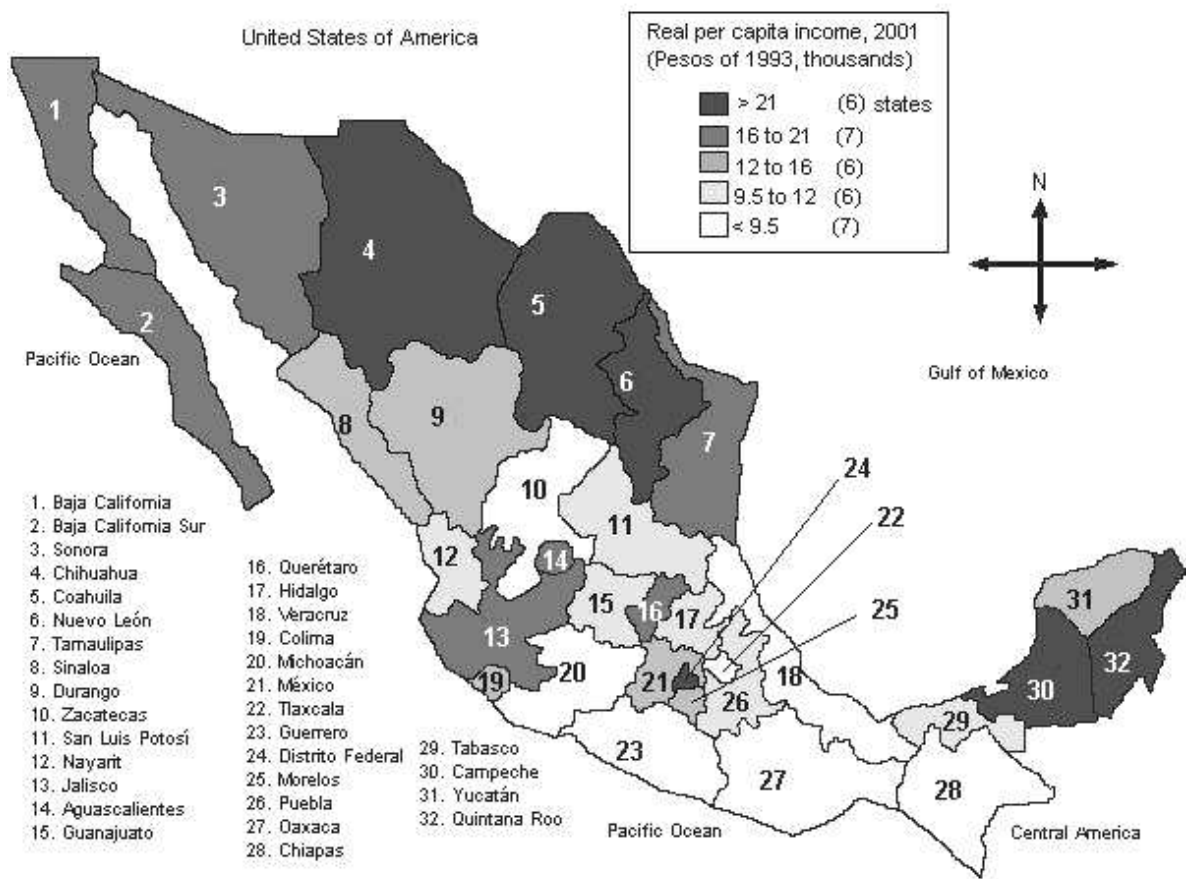 United States of America
Real per capita income, 2001
(Pesos of 1993, thousands)
> 21 (6) states
16 to 21 (7)
12 to 16 (6)
9.5 to 12 (6)
< 9.5 (7)
N
Pacific Ocean
Gulf of Mexico
1
2
3
4
5
6
7
8
9
10
11
12
13
14
15
16
17
18
19
20
21
22
23
24
25
26
27
28
29
30
31
32
1. Baja California
2. Baja California Sur
3. Sonora
4. Chihuahua
5. Coahuila
6. Nuevo León
7. Tamaulipas
8. Sinaloa
9. Durango
10. Zacatecas
11. San Luis Potosí
12. Nayarit
13. Jalisco
14. Aguascalientes
15. Guanajuato
16. Querétaro
17. Hidalgo
18. Veracruz
19. Colima
20. Michoacán
21. México
22. Tlaxcala
23. Guerrero
24. Distrito Federal
25. Morelos
26. Puebla
27. Oaxaca
28. Chiapas
29. Tabasco
30. Campeche
31. Yucatán
32. Quintana Roo
Pacific Ocean
Central America